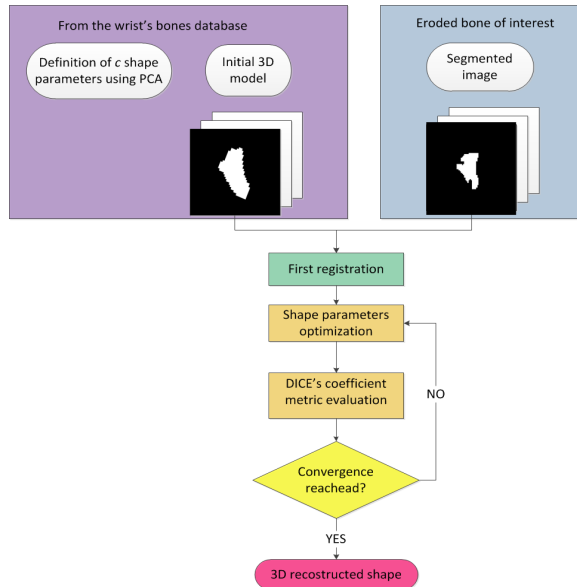 From the wrist's bones database
Definition of c shape
parameters using PCA
Initial 3D
model
Eroded bone of interest
Segmented
image
First registration
Shape parameters
optimization
DICE's coefficient
metric evaluation
NO
Convergence
reachead?
YES
3D recostructed shape